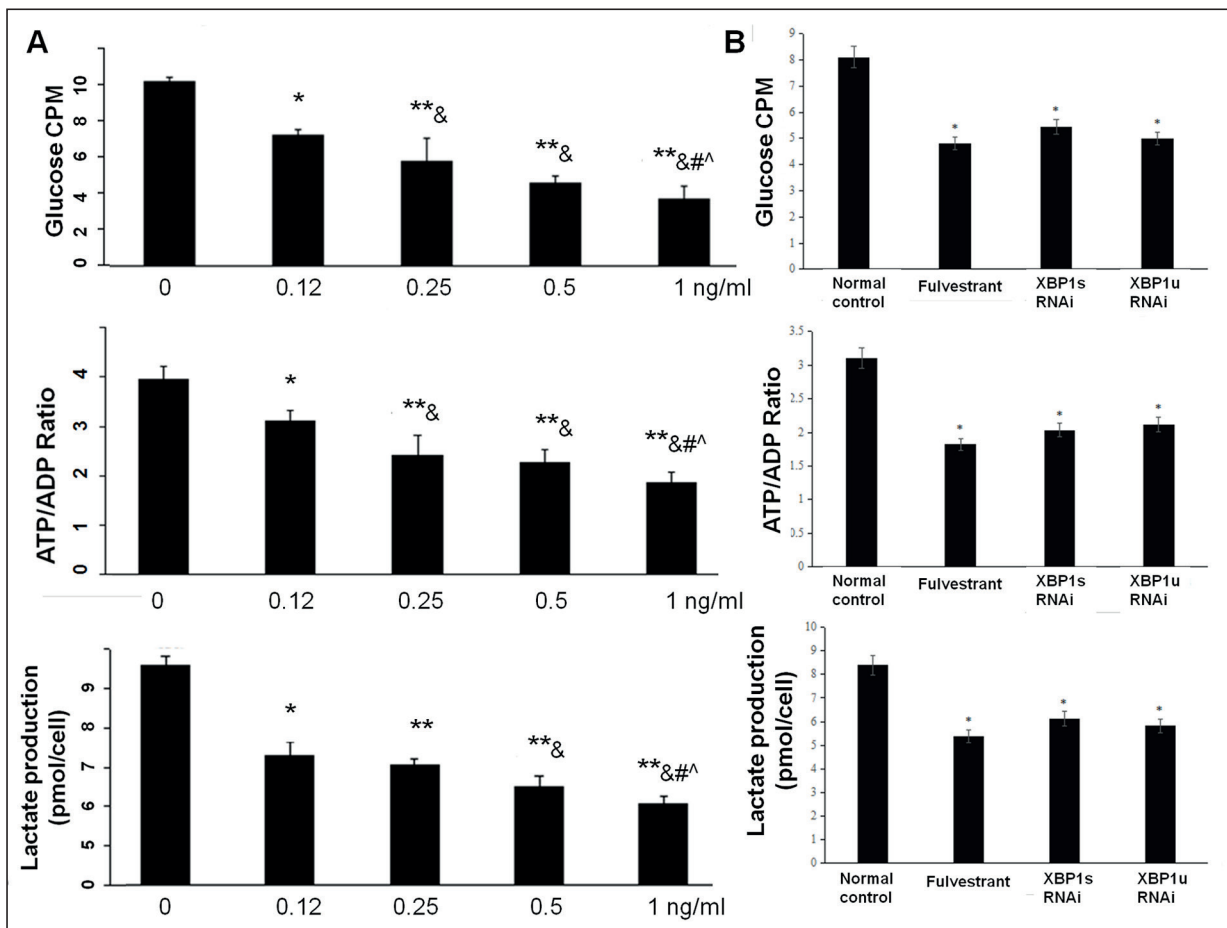 A
Glucose CPM
10
8
6
4
2
0
*
**&
**&
**&#^
0 0.12 0.25 0.5 1 ng/ml
ATP/ADP Ratio
4
3
2
1
0
*
**&
**&
**&#^
0 0.12 0.25 0.5 1 ng/ml
Lactate production
(pmol/cell)
9
8
7
6
5
0
*
**
**&
**&#^
0 0.12 0.25 0.5 1 ng/ml
B
Glucose CPM
9
8
7
6
5
4
3
2
1
0
*
*
*
Normal control
Fulvestrant
XBP1s RNAi
XBP1u RNAi
ATP/ADP Ratio
3.5
3
2.5
2
1.5
1
0.5
0
*
*
*
Normal control
Fulvestrant
XBP1s RNAi
XBP1u RNAi
Lactate production
(pmol/cell)
10
9
8
7
6
5
4
3
2
1
0
*
*
*
Normal control
Fulvestrant
XBP1s RNAi
XBP1u RNAi